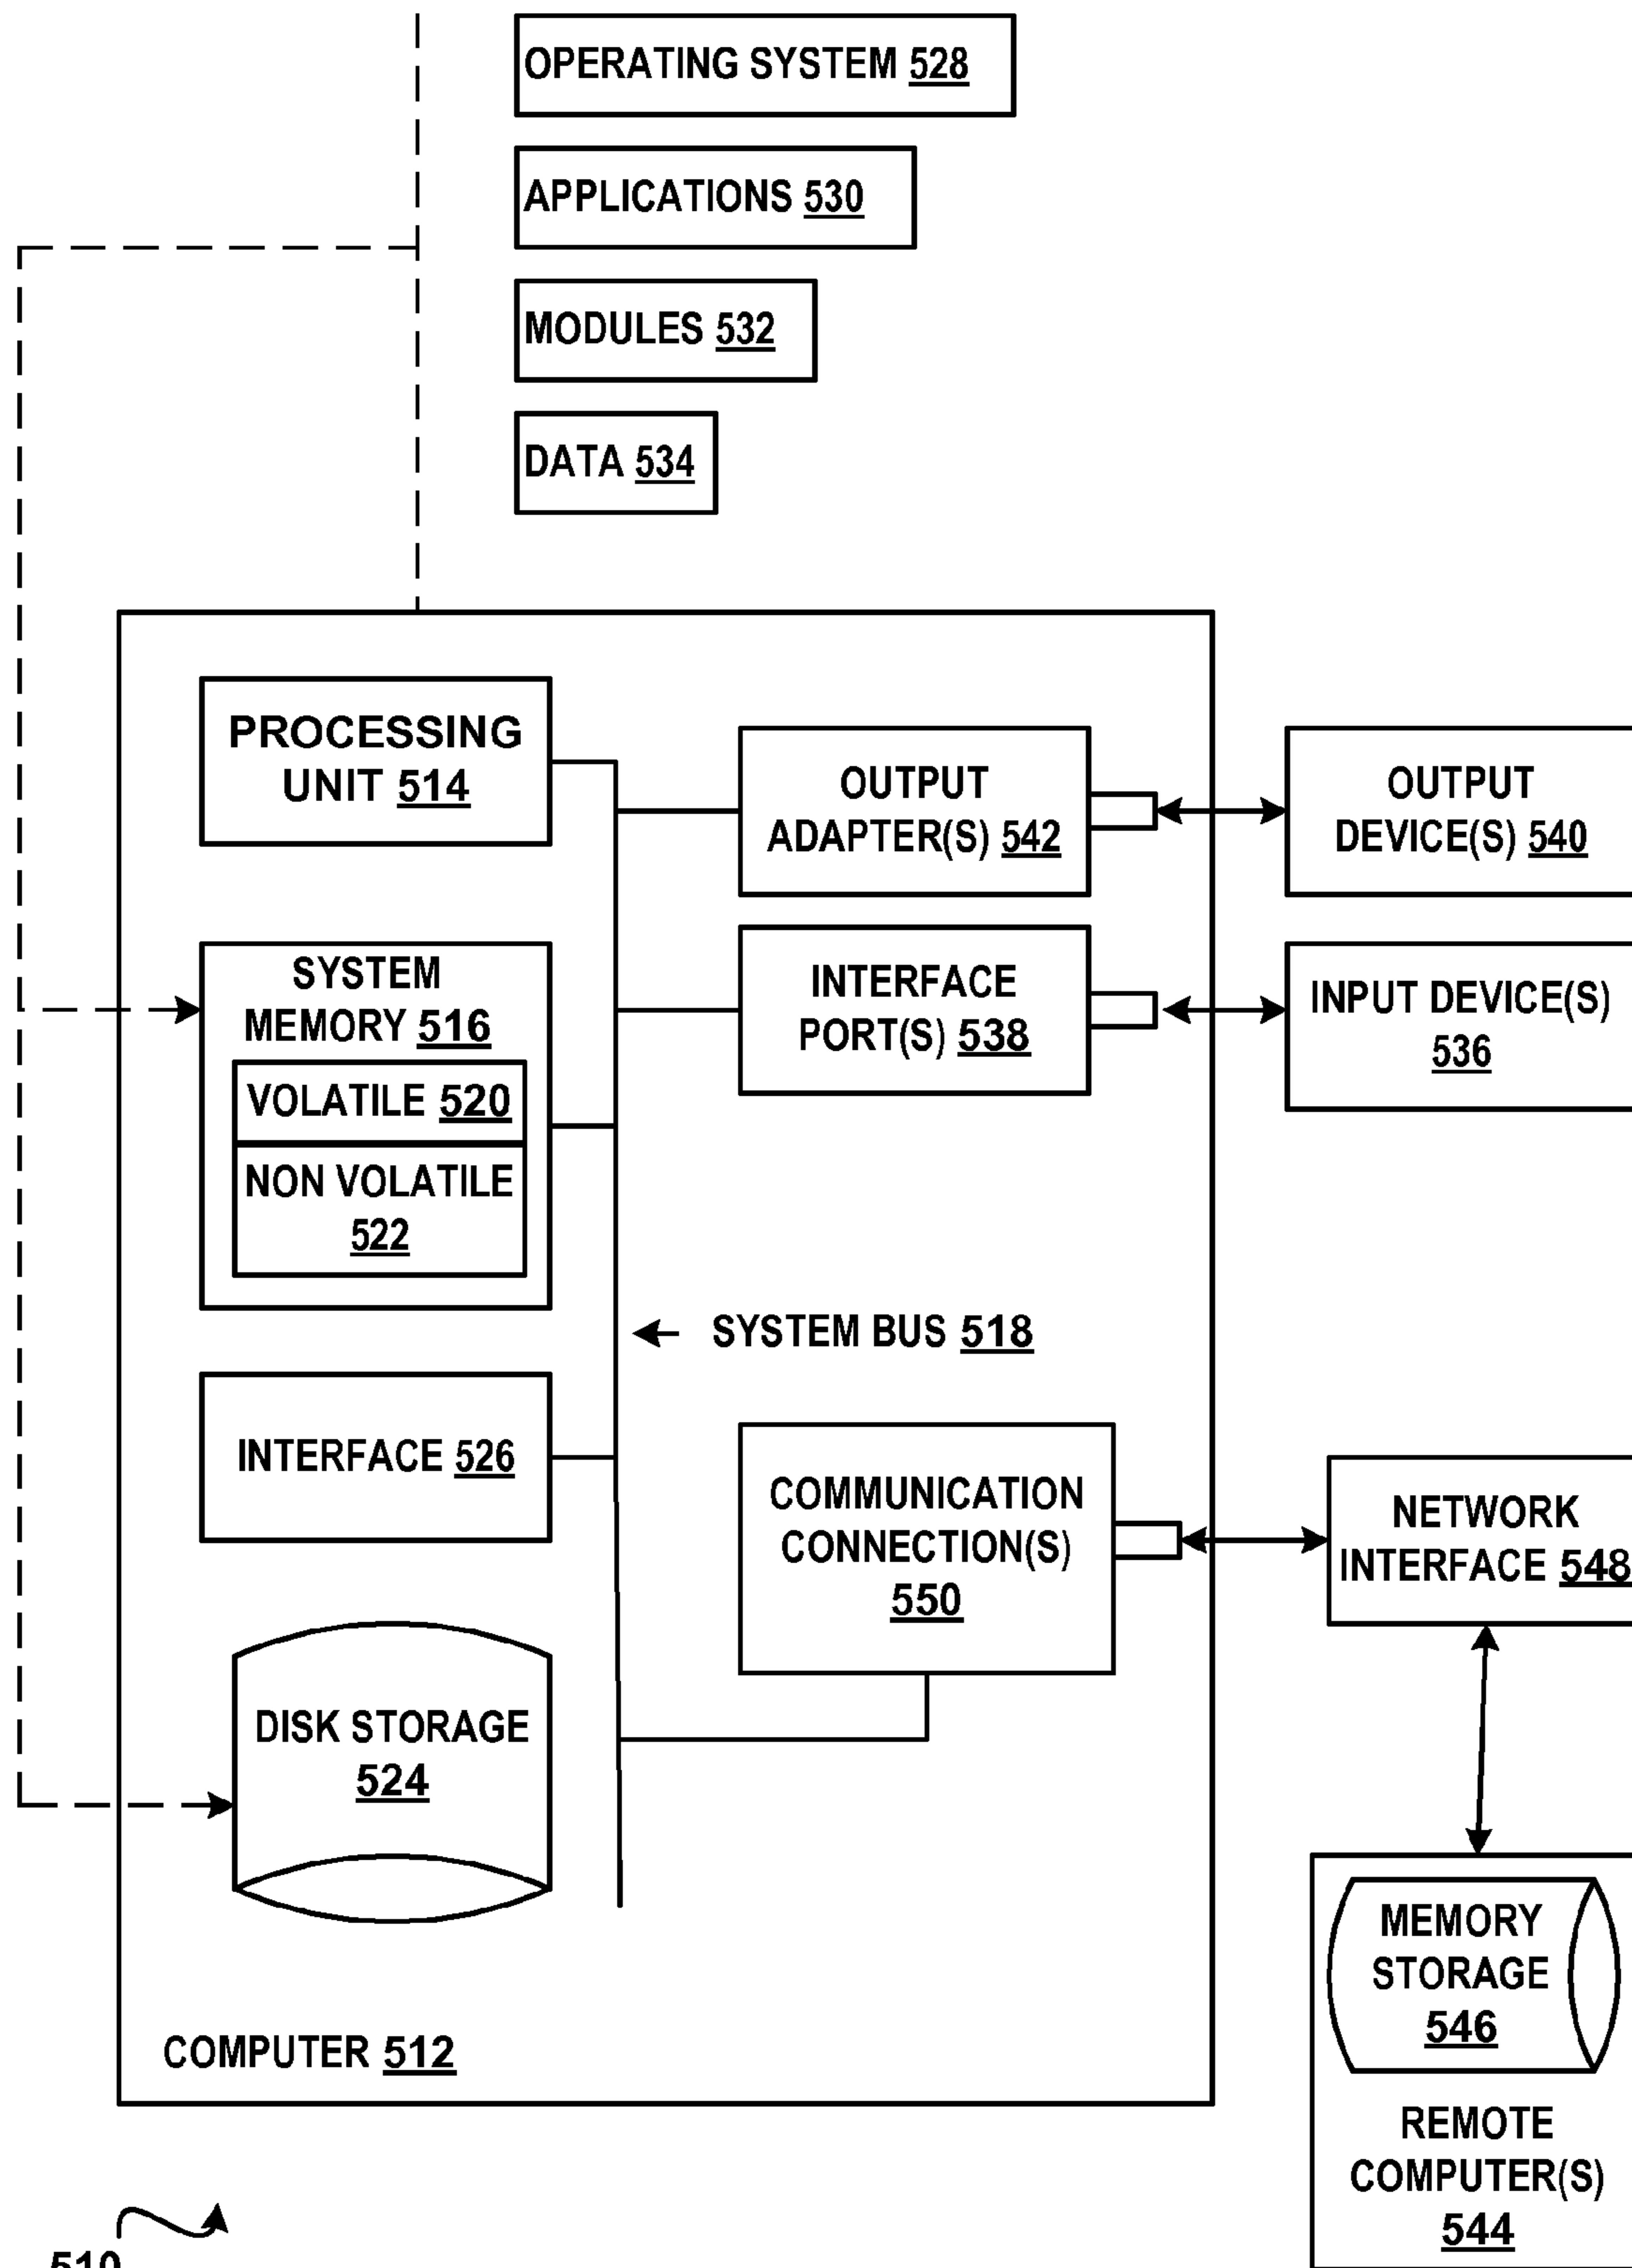 OPERATING SYSTEM 528
APPLICATIONS 530
MODULES 532
DATA 534
PROCESSING
UNIT 514
OUTPUT
ADAPTER(S) 542
OUTPUT
DEVICE(S) 540
SYSTEM
MEMORY 516
VOLATILE 520
NON VOLATILE
522
INTERFACE
PORT(S) 538
INPUT DEVICE(S)
536
SYSTEM BUS 518
INTERFACE 526
COMMUNICATION
CONNECTION(S)
550
NETWORK
INTERFACE 548
DISK STORAGE
524
MEMORY
STORAGE
546
REMOTE
COMPUTER(S)
544
COMPUTER 512
510